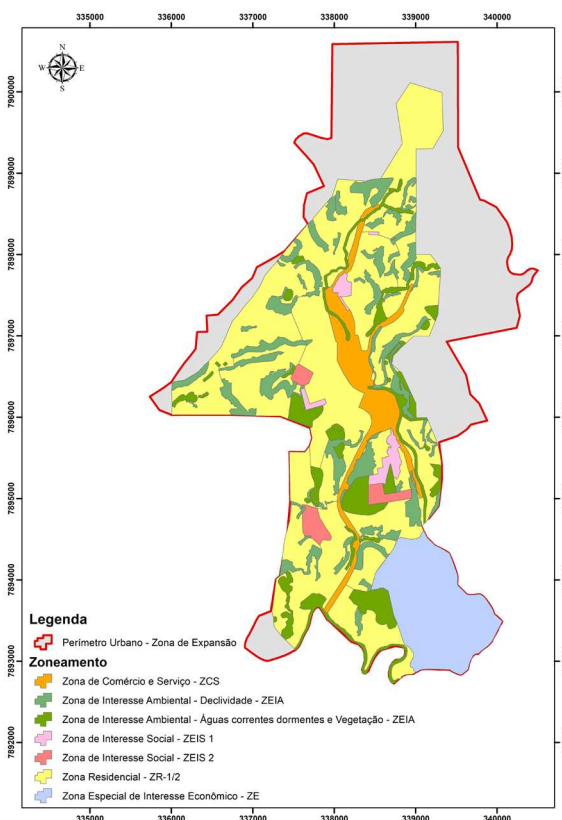 335000 336000 337000 338000 339000 340000
N
W E
S
7900000
7899000
7898000
7897000
7896000
7895000
7894000
7893000
7892000
Legenda
Perímetro Urbano - Zona de Expansão
Zoneamento
Zona de Comércio e Serviço - ZCS
Zona de Interesse Ambiental - Declividade - ZEIA
Zona de Interesse Ambiental - Águas correntes dormentes e Vegetação - ZEIA
Zona de Interesse Social - ZEIS 1
Zona de Interesse Social - ZEIS 2
Zona Residencial - ZR-1/2
Zona Especial de Interesse Econômico - ZE
335000 336000 337000 338000 339000 340000